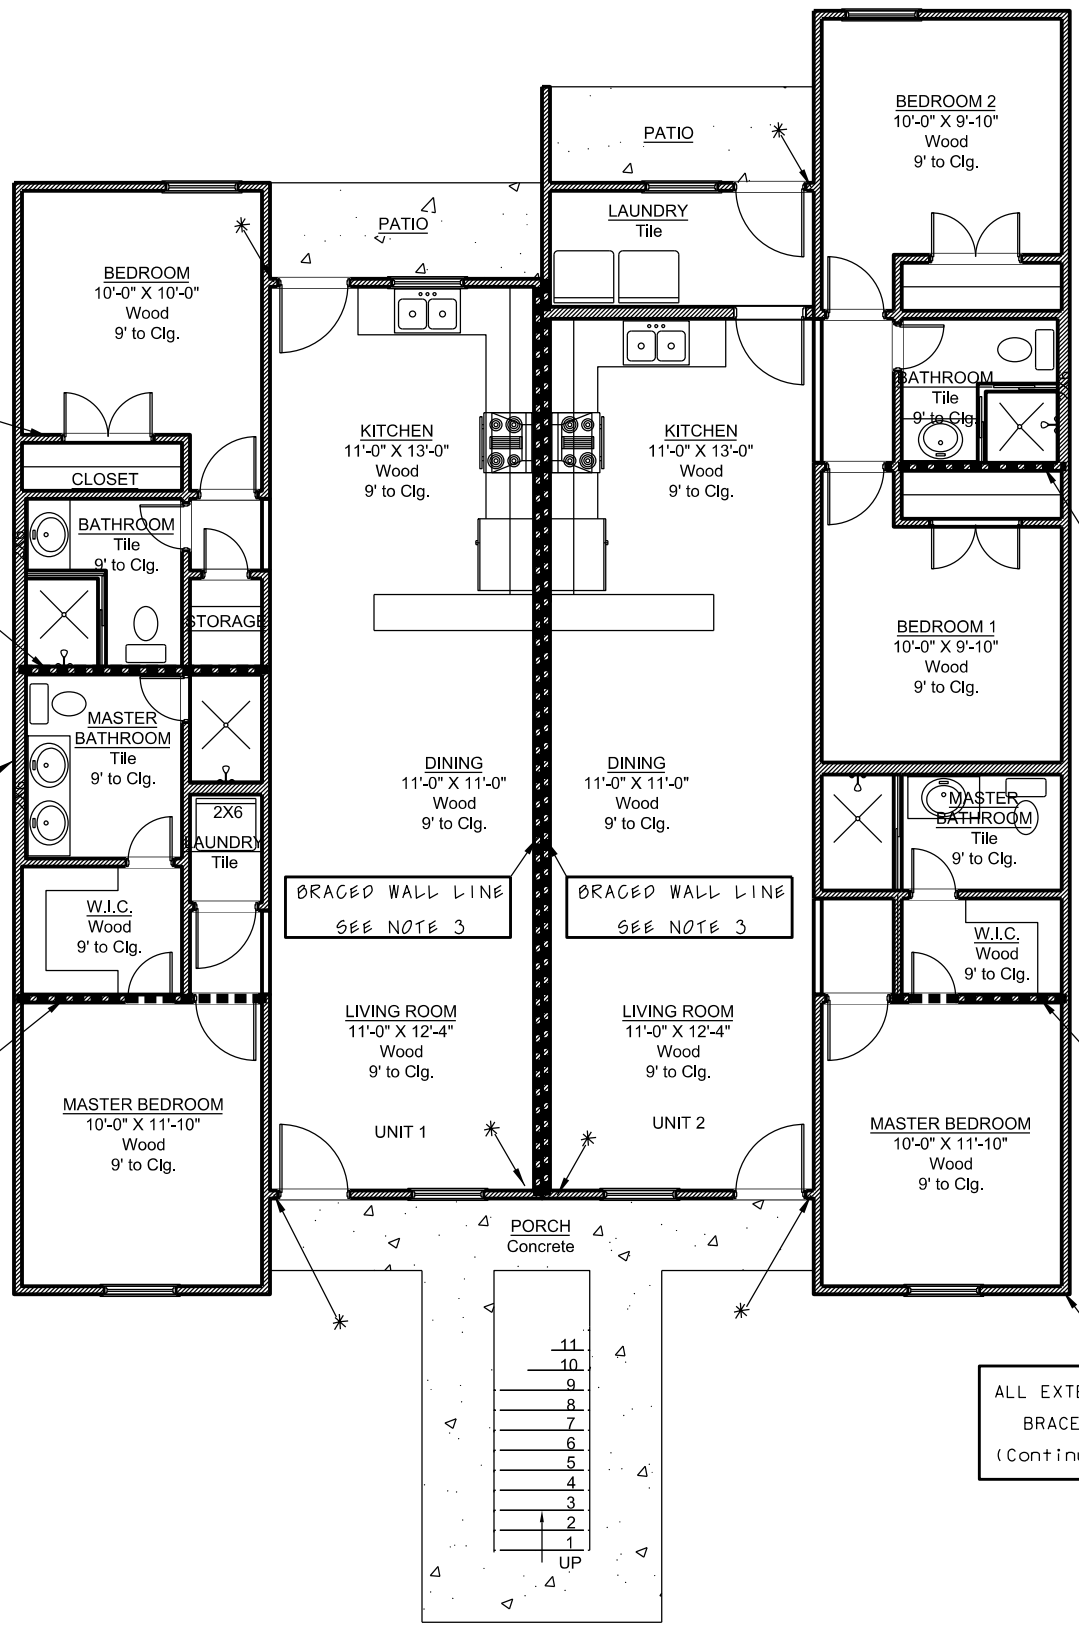 BEDROOM 2
10'-0" X 9'-10"
Wood
9' to Clg.
PATIO
LAUNDRY
Tile
PATIO
BEDROOM
10'-0" X 10'-0"
Wood
9' to Clg.
CLOSET
KITCHEN
11'-0" X 13'-0"
Wood
9' to Clg.
KITCHEN
11'-0" X 13'-0"
Wood
9' to Clg.
BATHROOM
Tile
9' to Clg.
BATHROOM
Tile
9' to Clg.
STORAGE
BEDROOM 1
10'-0" X 9'-10"
Wood
9' to Clg.
MASTER
BATHROOM
Tile
9' to Clg.
DINING
11'-0" X 11'-0"
Wood
9' to Clg.
DINING
11'-0" X 11'-0"
Wood
9' to Clg.
MASTER
BATHROOM
Tile
9' to Clg.
2X6
LAUNDRY
Tile
BRACED WALL LINE
SEE NOTE 3
BRACED WALL LINE
SEE NOTE 3
W.I.C.
Wood
9' to Clg.
W.I.C.
Wood
9' to Clg.
LIVING ROOM
11'-0" X 12'-4"
Wood
9' to Clg.
LIVING ROOM
11'-0" X 12'-4"
Wood
9' to Clg.
MASTER BEDROOM
10'-0" X 11'-10"
Wood
9' to Clg.
UNIT 1
UNIT 2
MASTER BEDROOM
10'-0" X 11'-10"
Wood
9' to Clg.
PORCH
Concrete
11
10
9
8
7
6
5
4
3
2
1
UP
ALL EXTE
BRACE
(Continu